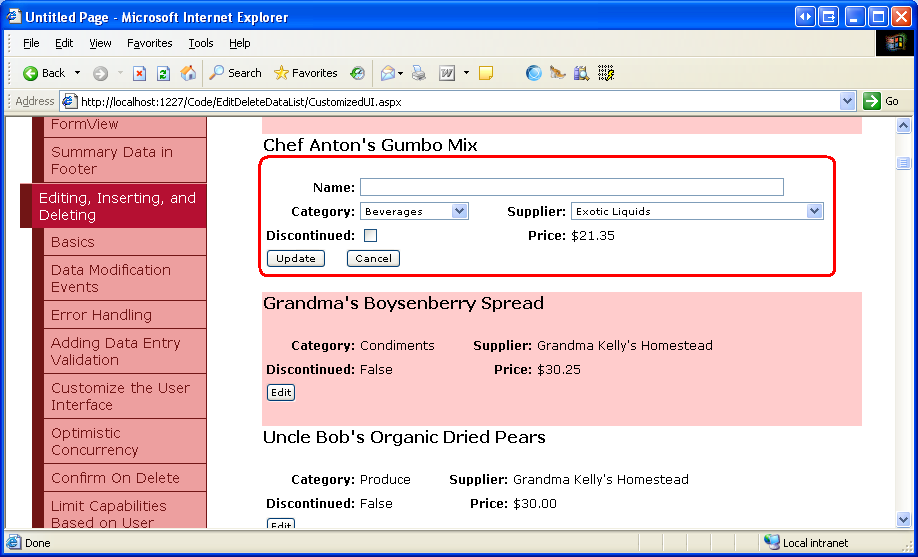 Untitled Page - Microsoft Internet Explorer
File Edit View Favorites Tools Help
Back Search Favorites
Address http://localhost:1227/Code/EditDeleteDataList/CustomizedUI.aspx Go
FormView
Summary Data in
Footer
Editing, Inserting, and
Deleting
Basics
Data Modification
Events
Error Handling
Adding Data Entry
Validation
Customize the User
Interface
Optimistic
Concurrency
Confirm On Delete
Limit Capabilities
Based on User
Chef Anton's Gumbo Mix
Name:
Category: Beverages Supplier: Exotic Liquids
Discontinued: Price: $21.35
Update Cancel
Grandma's Boysenberry Spread
Category: Condiments Supplier: Grandma Kelly's Homestead
Discontinued: False Price: $30.25
Edit
Uncle Bob's Organic Dried Pears
Category: Produce Supplier: Grandma Kelly's Homestead
Discontinued: False Price: $30.00
Edit
Done Local intranet